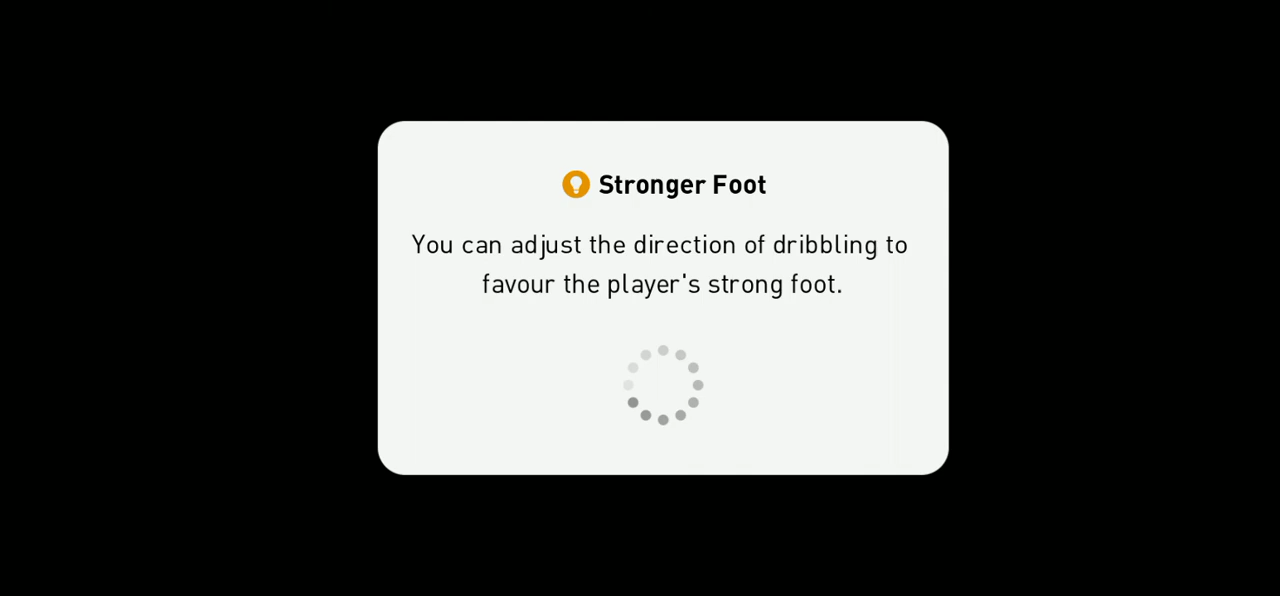 Stronger Foot
You can adjust the direction of dribbling to
favour the player's strong foot.